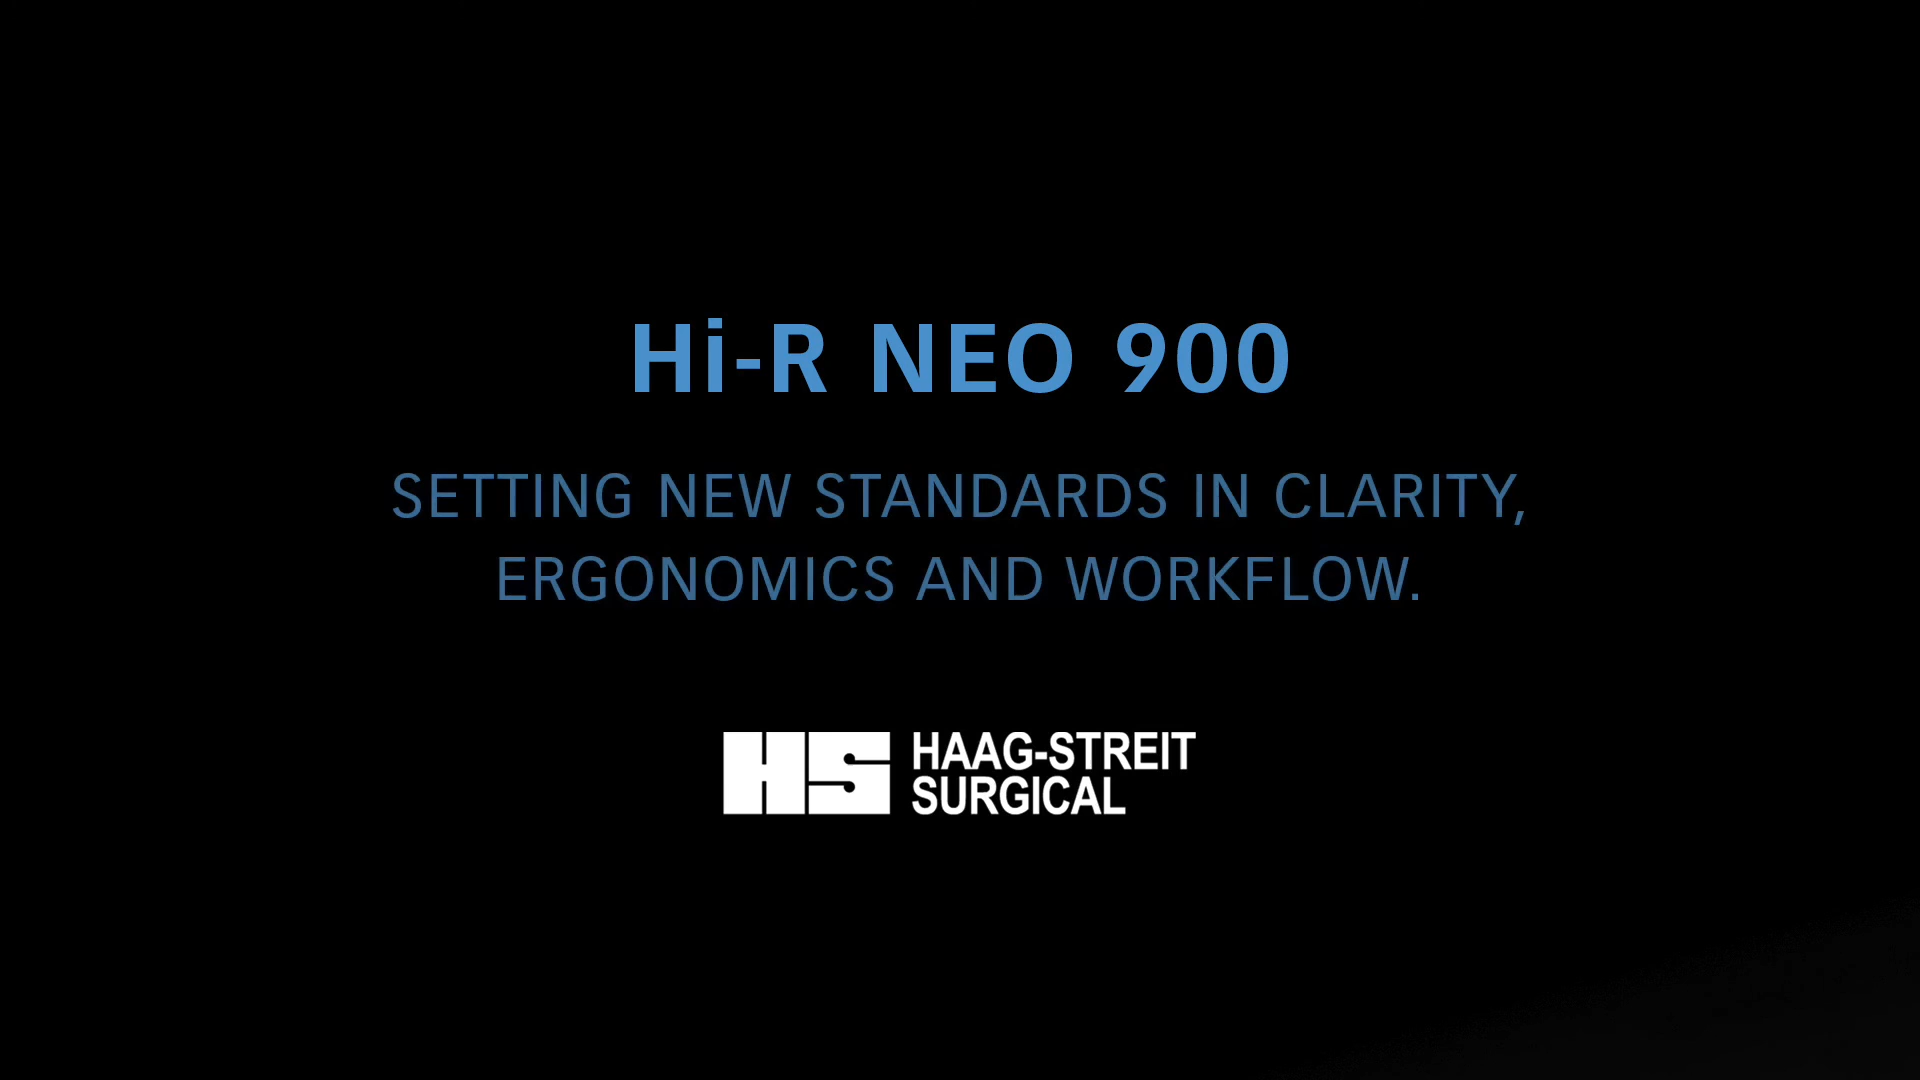 Hi-R NEO 900
SETTING NEW STANDARDS IN CLARITY,
ERGONOMICS AND WORKFLOW.
HS HAAG-STREIT
SURGICAL